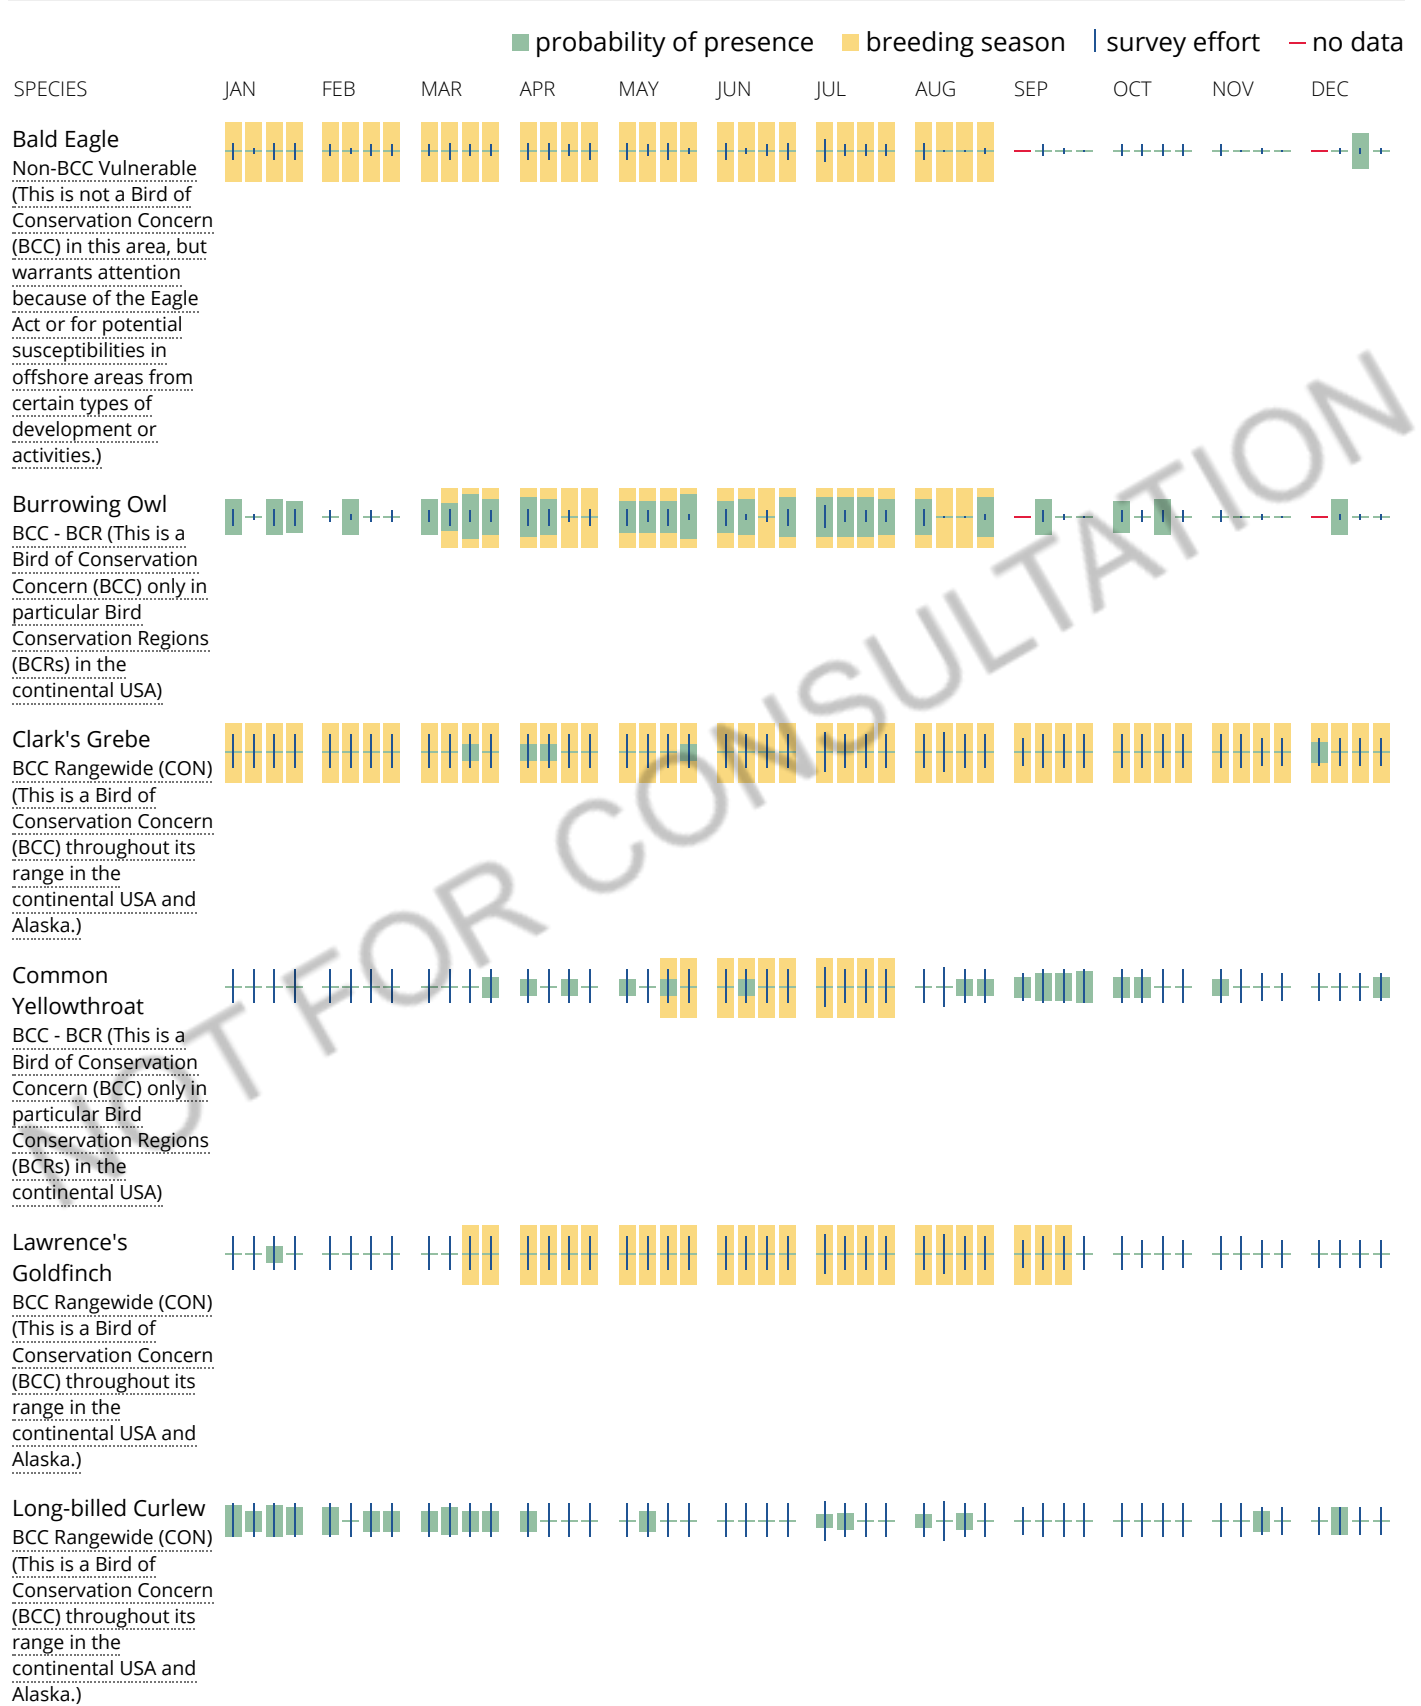 probability of presence breeding season survey effort no data
SPECIES JAN FEB MAR APR MAY JUN JUL AUG SEP OCT NOV DEC
Bald Eagle
Non-BCC Vulnerable
(This is not a Bird of
Conservation Concern
(BCC) in this area, but
warrants attention
because of the Eagle
Act or for potential
susceptibilities in
offshore areas from
certain types of
development or
activities.)
Burrowing Owl
BCC - BCR (This is a
Bird of Conservation
Concern (BCC) only in
particular Bird
Conservation Regions
(BCRs) in the
continental USA)
Clark's Grebe
BCC Rangewide (CON)
(This is a Bird of
Conservation Concern
(BCC) throughout its
range in the
continental USA and
Alaska.)
Common
Yellowthroat
BCC - BCR (This is a
Bird of Conservation
Concern (BCC) only in
particular Bird
Conservation Regions
(BCRs) in the
continental USA)
Lawrence's
Goldfinch
BCC Rangewide (CON)
(This is a Bird of
Conservation Concern
(BCC) throughout its
range in the
continental USA and
Alaska.)
Long-billed Curlew
BCC Rangewide (CON)
(This is a Bird of
Conservation Concern
(BCC) throughout its
range in the
continental USA and
Alaska.)
NOT FOR CONSULTATION